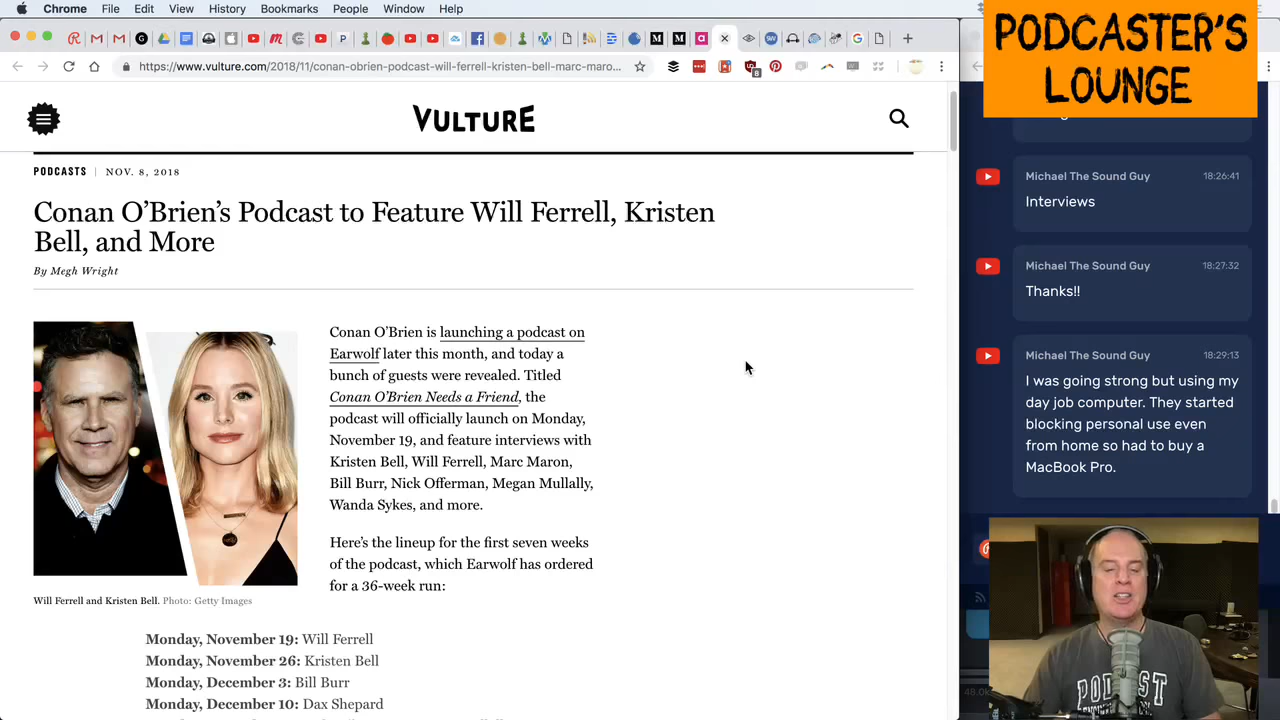 Chrome File Edit View History Bookmarks People Window Help
https://www.vulture.com/2018/11/conan-obrien-podcast-will-ferrell-kristen-bell-marc-maro...
VULTURE
PODCASTS | NOV. 8, 2018
Conan O’Brien’s Podcast to Feature Will Ferrell, Kristen
Bell, and More
By Megh Wright
Conan O’Brien is launching a podcast on
Earwolf later this month, and today a
bunch of guests were revealed. Titled
Conan O’Brien Needs a Friend, the
podcast will officially launch on Monday,
November 19, and feature interviews with
Kristen Bell, Will Ferrell, Marc Maron,
Bill Burr, Nick Offerman, Megan Mullally,
Wanda Sykes, and more.
Here’s the lineup for the first seven weeks
of the podcast, which Earwolf has ordered
for a 36-week run:
Will Ferrell and Kristen Bell. Photo: Getty Images
Monday, November 19: Will Ferrell
Monday, November 26: Kristen Bell
Monday, December 3: Bill Burr
Monday, December 10: Dax Shepard
PODCASTER'S
LOUNGE
Michael The Sound Guy 18:26:41
Interviews
Michael The Sound Guy 18:27:32
Thanks!!
Michael The Sound Guy 18:29:13
I was going strong but using my
day job computer. They started
blocking personal use even
from home so had to buy a
MacBook Pro.